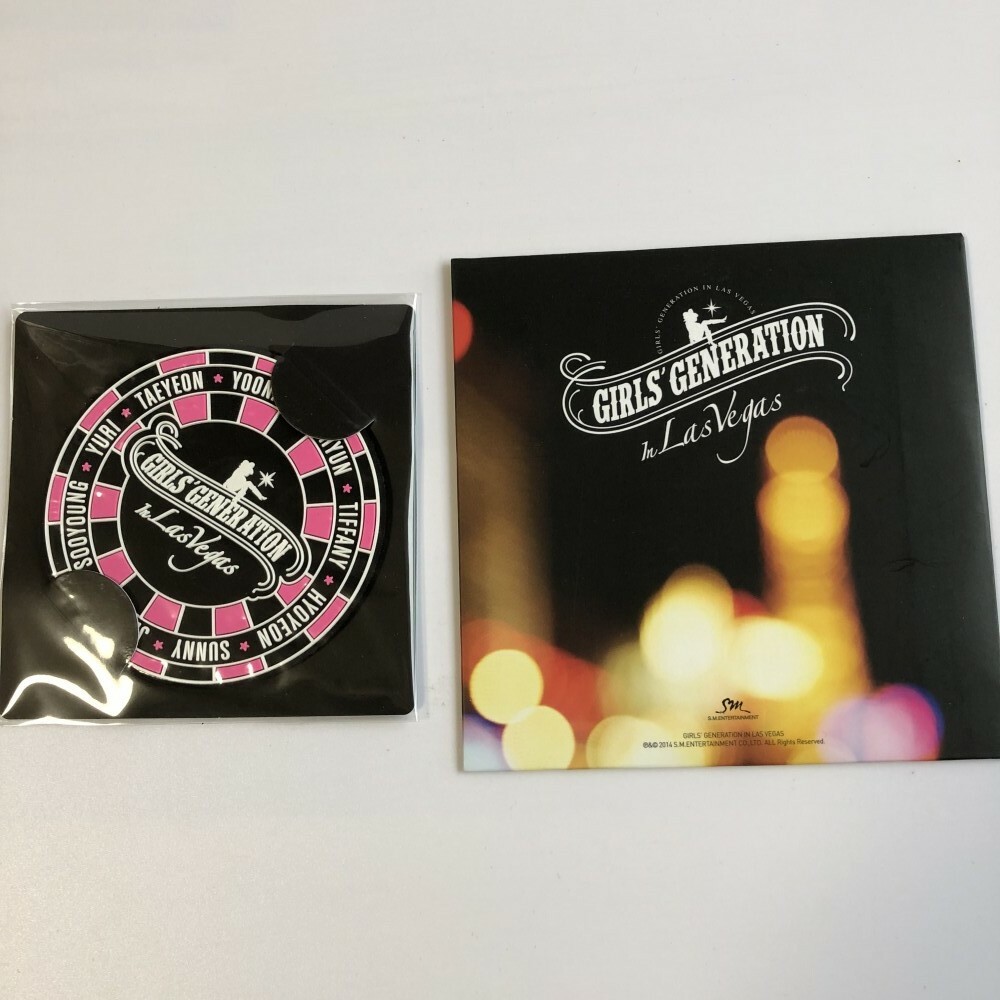 TAEYEON ★ YOON
YURI
SOOYOUNG
YUN
TIFFANY
HYOYEON
SUNNY
GIRLS' GENERATION
In Las Vegas
GIRLS' GENERATION IN LAS VEGAS
GIRLS' GENERATION
In Las Vegas
SM
S.M.ENTERTAINMENT
GIRLS' GENERATION IN LAS VEGAS
℗&© 2014 S.M.ENTERTAINMENT CO.,LTD. ALL Rights Reserved.